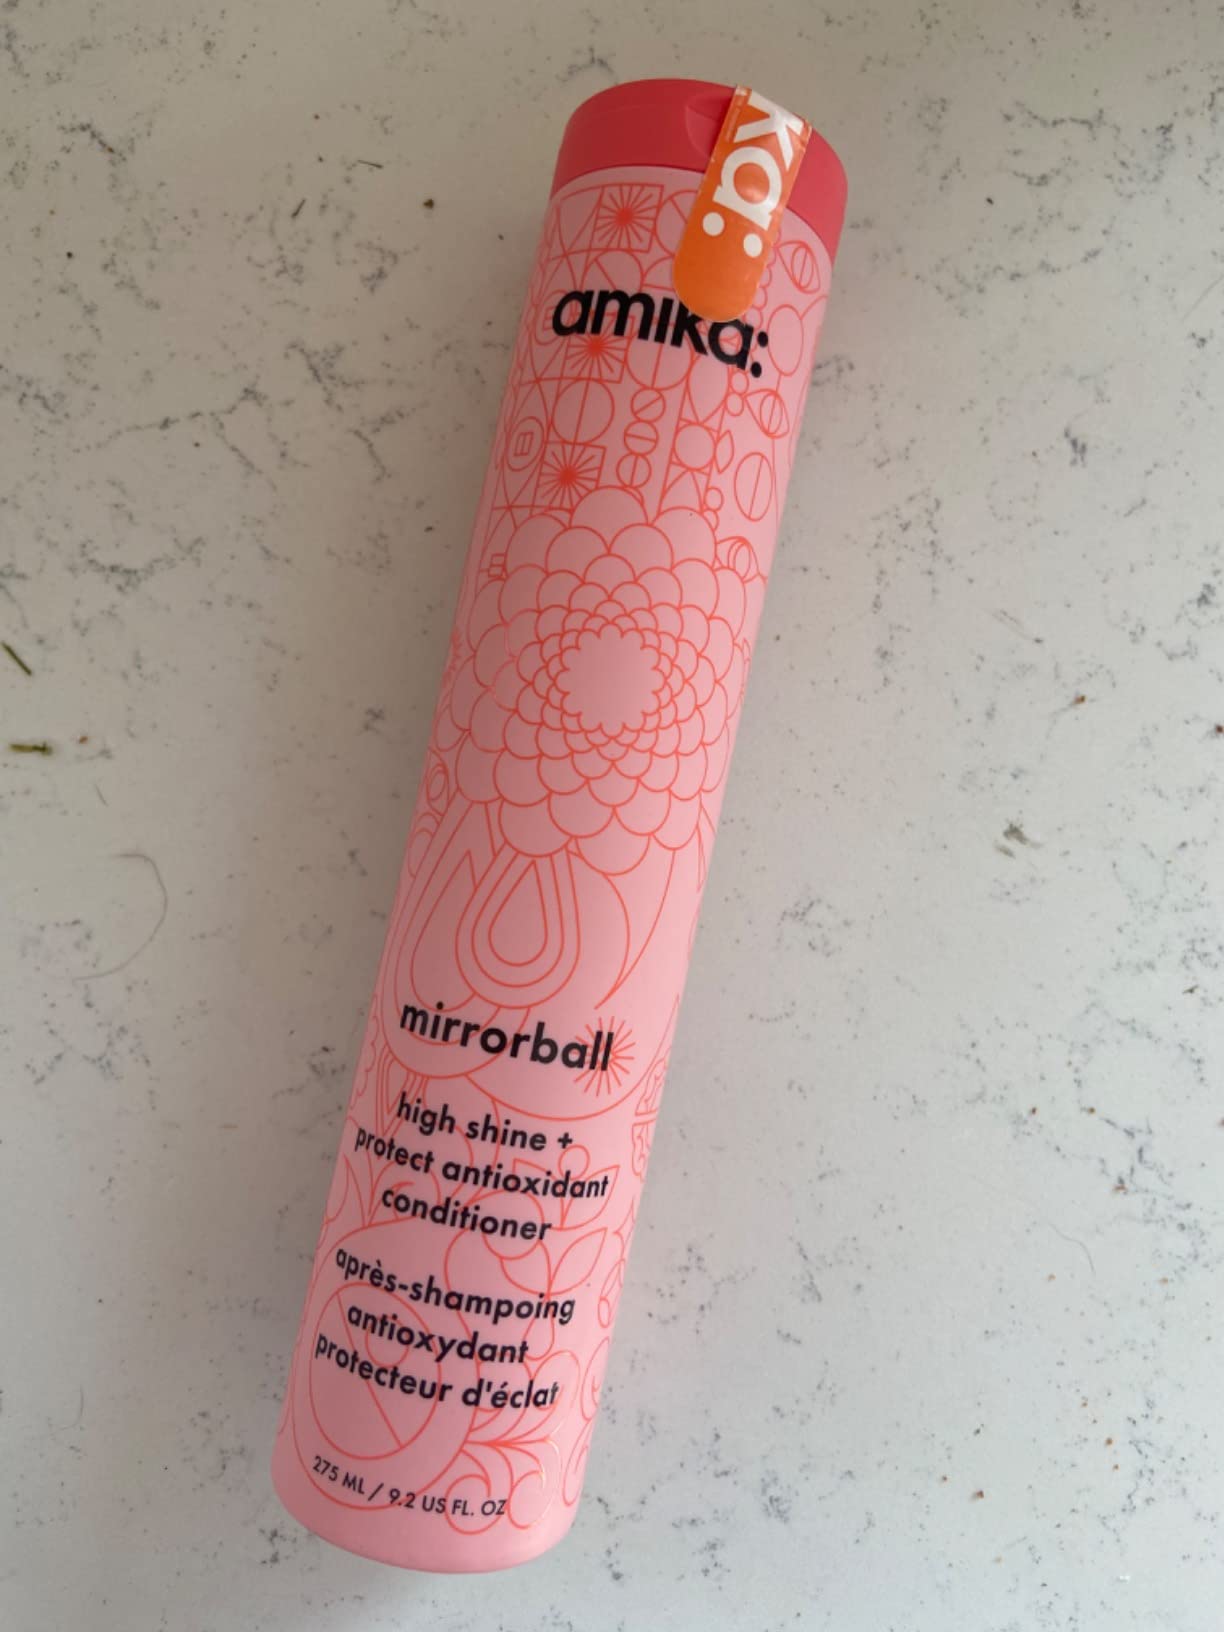 ka:
amika:
mirrorball
high shine +
protect antioxidant
conditioner
après-shampoing
antioxydant
protecteur d'éclat
275 ML / 9.2 US FL. OZ